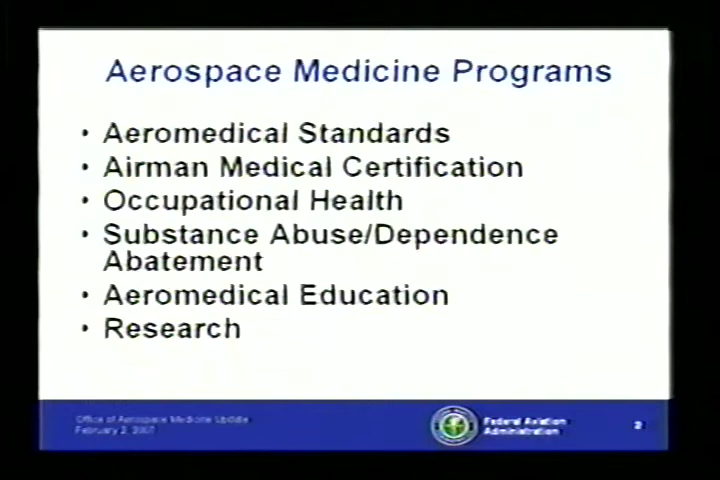 Aerospace Medicine Programs
• Aeromedical Standards
• Airman Medical Certification
• Occupational Health
• Substance Abuse/Dependence
Abatement
• Aeromedical Education
• Research
Office of Aerospace Medicine Update
February 2, 2007
Federal Aviation
Administration
2